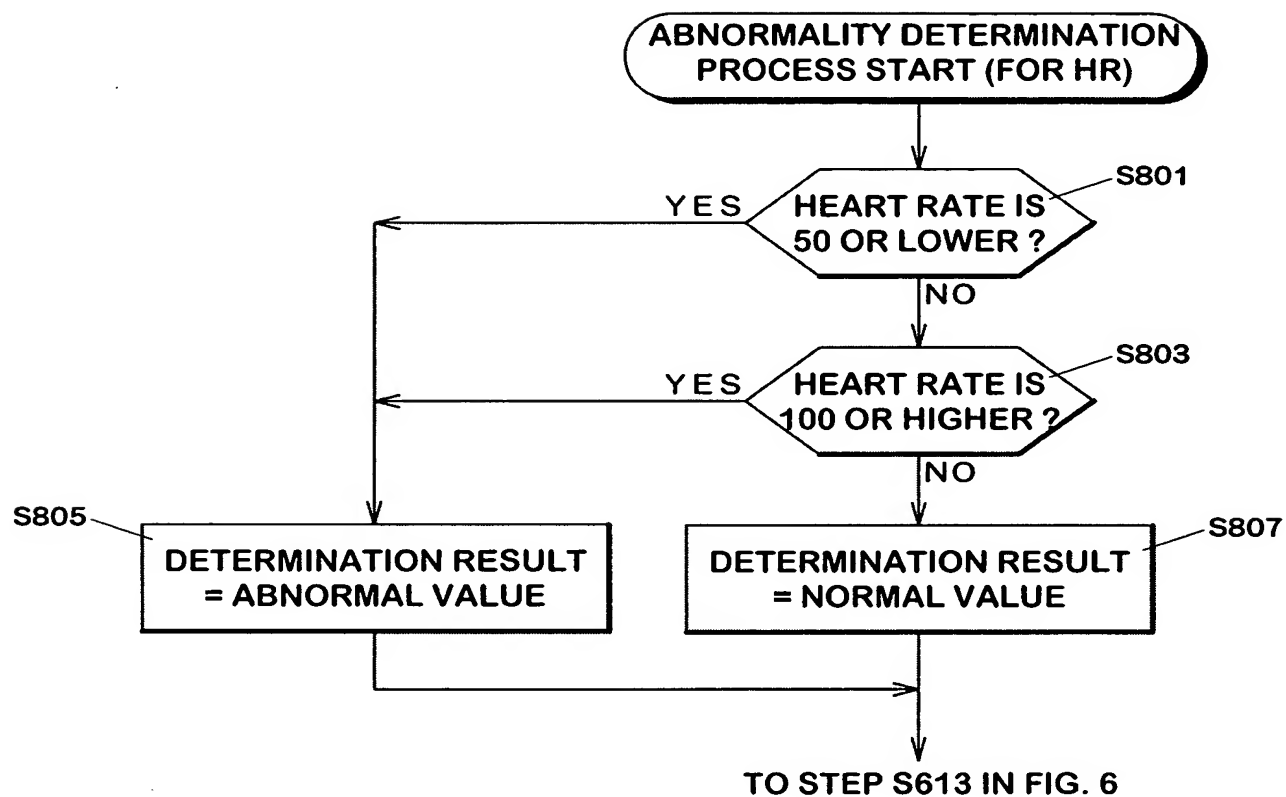 ABNORMALITY DETERMINATION
PROCESS START (FOR HR)
S801
YES
HEART RATE IS
50 OR LOWER ?
NO
S803
YES
HEART RATE IS
100 OR HIGHER ?
NO
S805
DETERMINATION RESULT
= ABNORMAL VALUE
S807
DETERMINATION RESULT
= NORMAL VALUE
TO STEP S613 IN FIG. 6